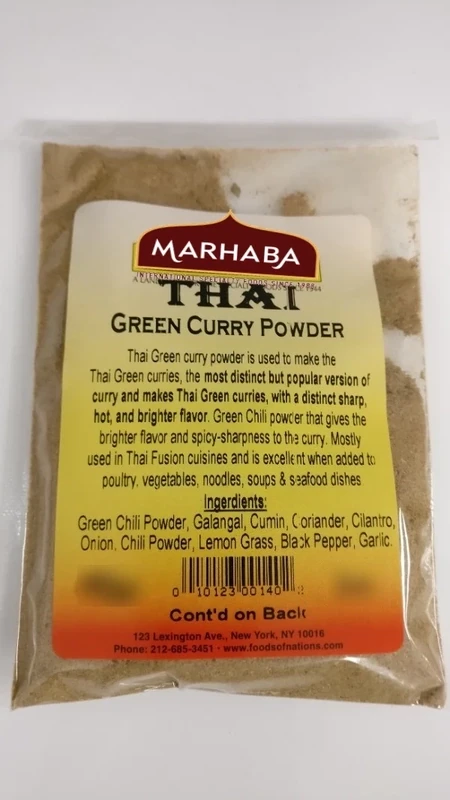 MARHABA
INTERNATIONAL SPECIALTY FOODS SINCE
THAI
GREEN CURRY POWDER
Thai Green curry powder is used to make the
Thai Green curries, the most distinct but popular version of
curry and makes Thai Green curries, with a distinct sharp,
hot, and brighter flavor. Green Chili powder that gives the
brighter flavor and spicy-sharpness to the curry. Mostly
used in Thai Fusion cuisines and is excellent when added to
poultry, vegetables, noodles, soups & seafood dishes
Ingerdients:
Green Chili Powder, Galangal, Cumin, Coriander, Cilantro,
Onion, Chili Powder, Lemon Grass, Black Pepper, Garlic.
0 10123 00140 2
Cont'd on Back
123 Lexington Ave., New York, NY 10016
Phone: 212-685-3451 · www.foodsofnations.com